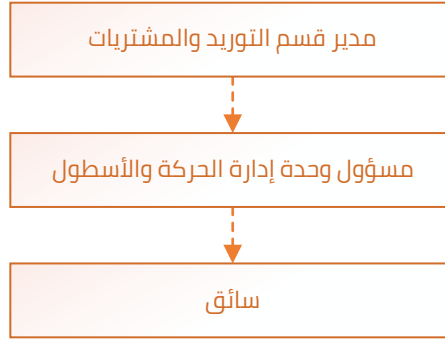 مدير قسم التوريد والمشتريات
مسؤول وحدة إدارة الحركة والأسطول
سائق